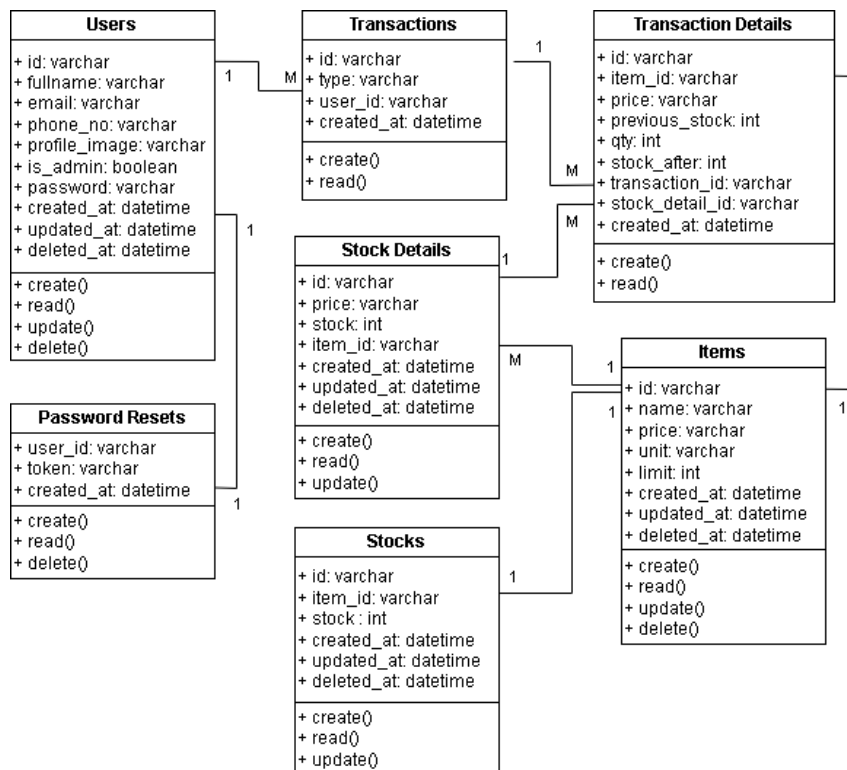 Users
+ id: varchar
+ fullname: varchar
+ email: varchar
+ phone_no: varchar
+ profile_image: varchar
+ is_admin: boolean
+ password: varchar
+ created_at: datetime
+ updated_at: datetime
+ deleted_at: datetime
+ create()
+ read()
+ update()
+ delete()
1
M
1
1
Transactions
+ id: varchar
+ type: varchar
+ user_id: varchar
+ created_at: datetime
+ create()
+ read()
1
M
M
1
Transaction Details
+ id: varchar
+ item_id: varchar
+ price: varchar
+ previous_stock: int
+ qty: int
+ stock_after: int
+ transaction_id: varchar
+ stock_detail_id: varchar
+ created_at: datetime
+ create()
+ read()
Password Resets
+ user_id: varchar
+ token: varchar
+ created_at: datetime
+ create()
+ read()
+ delete()
Stock Details
+ id: varchar
+ price: varchar
+ stock: int
+ item_id: varchar
+ created_at: datetime
+ updated_at: datetime
+ deleted_at: datetime
+ create()
+ read()
+ update()
M
1
1
1
1
Items
+ id: varchar
+ name: varchar
+ price: varchar
+ unit: varchar
+ limit: int
+ created_at: datetime
+ updated_at: datetime
+ deleted_at: datetime
+ create()
+ read()
+ update()
+ delete()
Stocks
+ id: varchar
+ item_id: varchar
+ stock : int
+ created_at: datetime
+ updated_at: datetime
+ deleted_at: datetime
+ create()
+ read()
+ update()